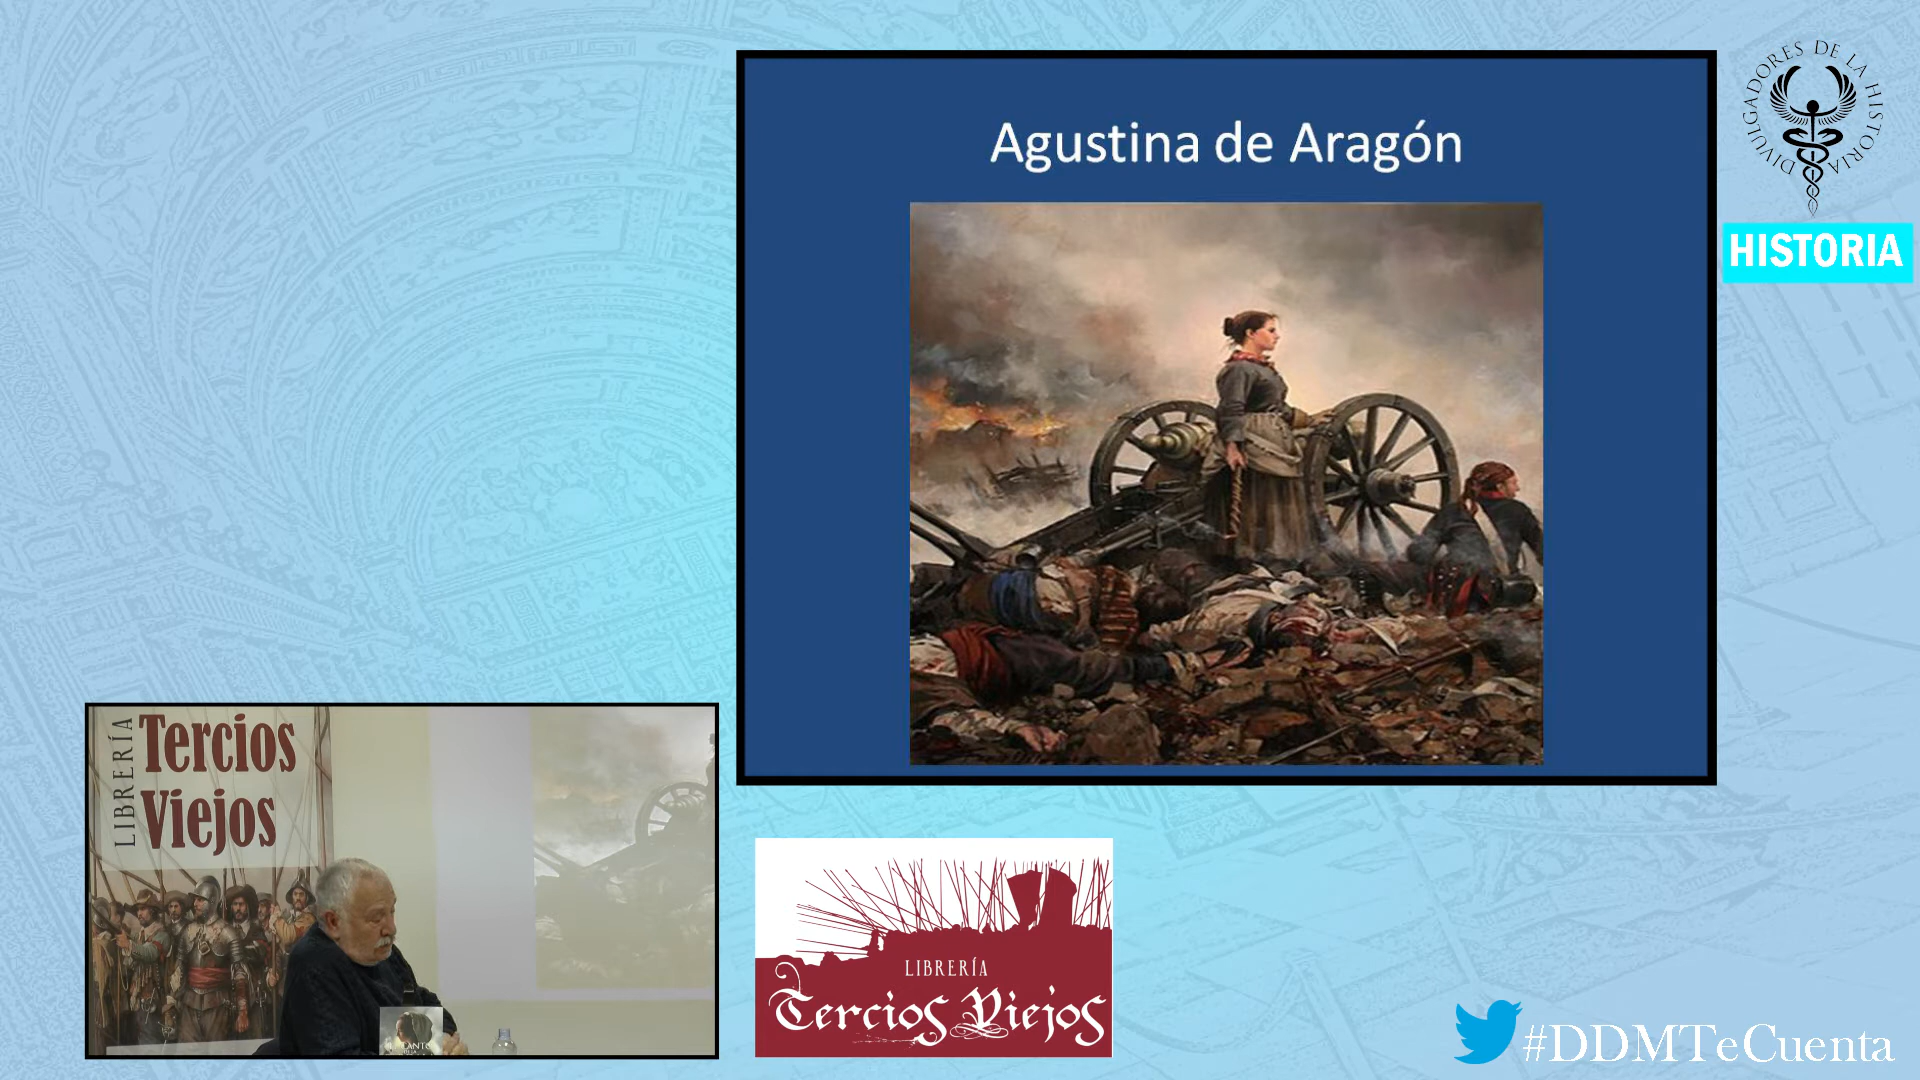 Agustina de Aragón
DIVULGADORES DE LA HISTORIA
HISTORIA
LIBRERÍA
Tercios
Viejos
LIBRERÍA
Tercios Viejos
#DDMTeCuenta